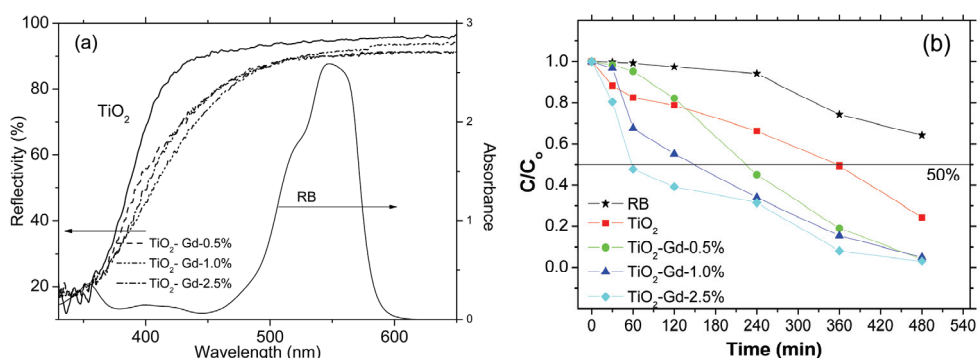 (a)
Reflectivity (%)
100
80
60
40
20
TiO2
RB
TiO2- Gd-0.5%
TiO2- Gd-1.0%
TiO2- Gd-2.5%
3
2
1
0
Absorbance
400
500
600
Wavelength (nm)
(b)
C/Co
1.0
0.8
0.6
0.4
0.2
0.0
50%
RB
TiO2
TiO2-Gd-0.5%
TiO2-Gd-1.0%
TiO2-Gd-2.5%
0
60
120
180
240
300
360
420
480
540
Time (min)